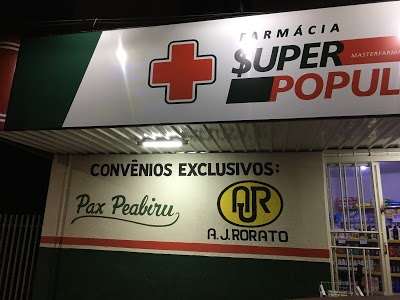 FARMÁCIA
$UPER
MASTERFARMA
POPUL
CONVÊNIOS EXCLUSIVOS:
Pax Peabiru
AJR
A.J.RORATO